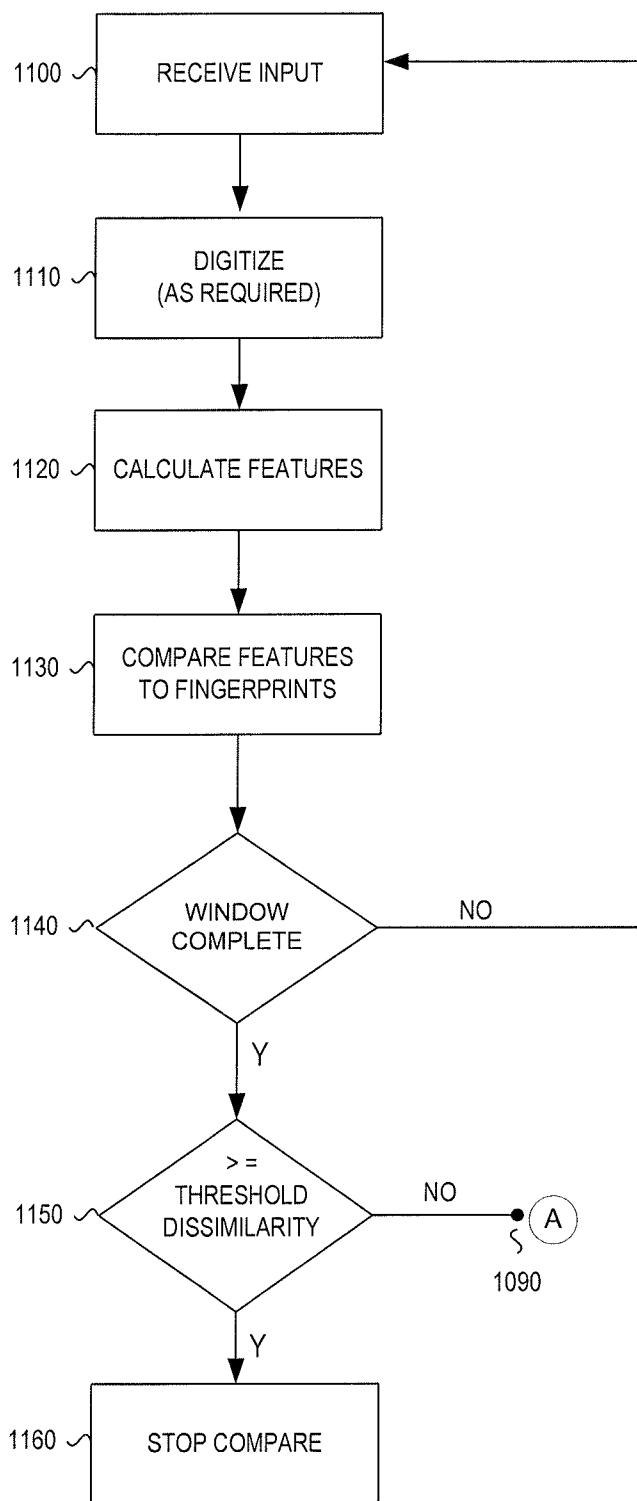 1100
RECEIVE INPUT
1110
DIGITIZE
(AS REQUIRED)
1120
CALCULATE FEATURES
1130
COMPARE FEATURES
TO FINGERPRINTS
1140
WINDOW
COMPLETE
NO
Y
1150
> =
THRESHOLD
DISSIMILARITY
NO
A
1090
Y
1160
STOP COMPARE